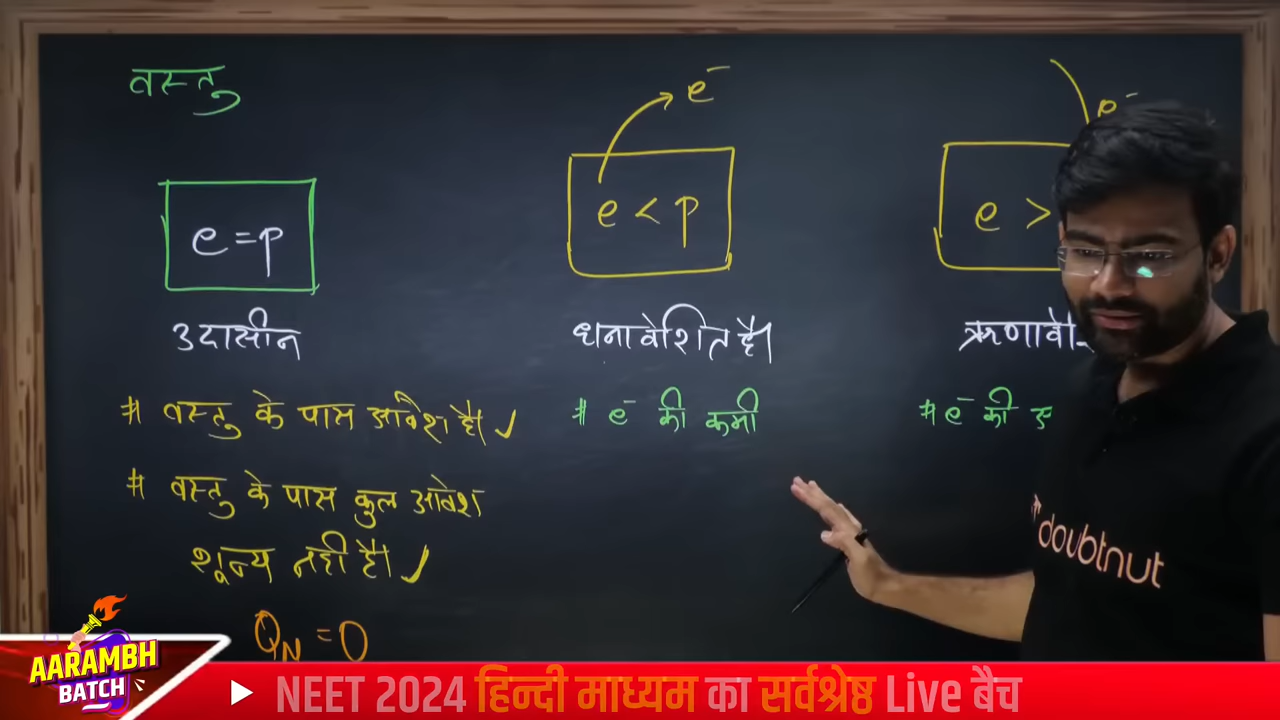 वस्तु
e = p
उदासीन
# वस्तु के पास आवेश है। ✓
# वस्तु के पास कुल आवेश
शून्य नही है। ✓
Q_N = 0
e⁻
e < p
धनावेशित है।
# e⁻ की कमी
e⁻
e >
# e⁻ की
doubtnut
AARAMBH
BATCH
NEET 2024 हिन्दी माध्यम का सर्वश्रेष्ठ Live बैच